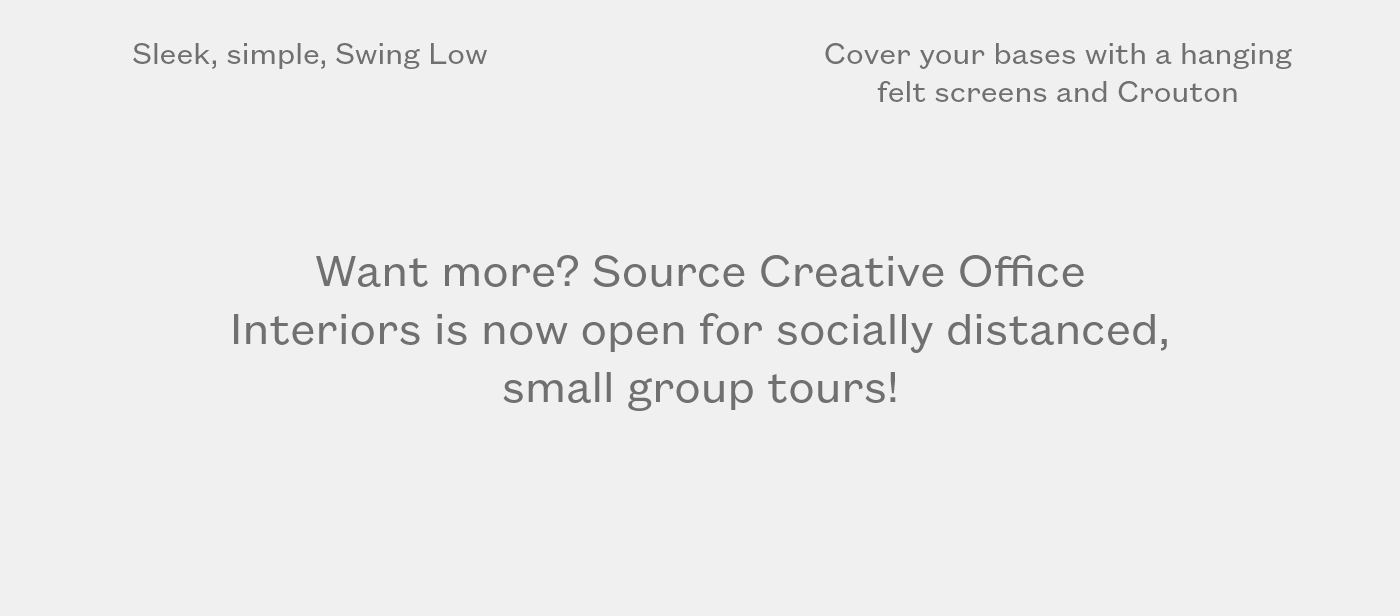 Sleek, simple, Swing Low
Cover your bases with a hanging
felt screens and Crouton
Want more? Source Creative Office
Interiors is now open for socially distanced,
small group tours!